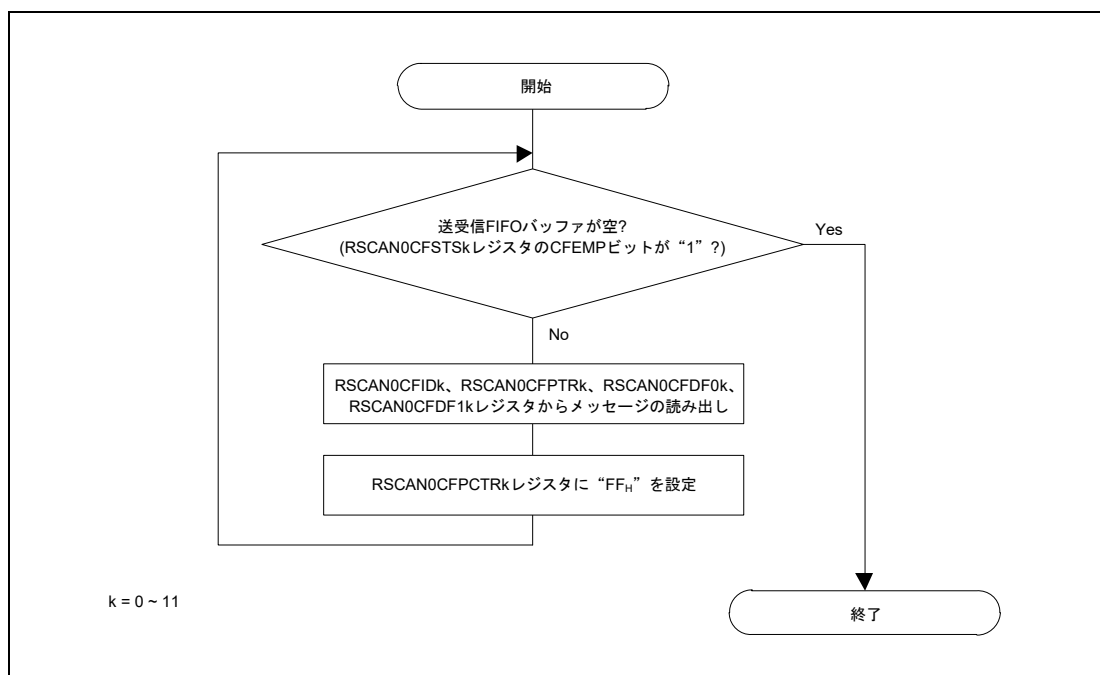 開始
送受信FIFOバッファが空?
(RSCAN0CFSTSkレジスタのCFEMPビットが“1”?)
Yes
No
RSCAN0CFIDk、RSCAN0CFPTRk、RSCAN0CFDF0k、
RSCAN0CFDF1kレジスタからメッセージの読み出し
RSCAN0CFPCTRkレジスタに“FFH”を設定
k = 0 ~ 11
終了